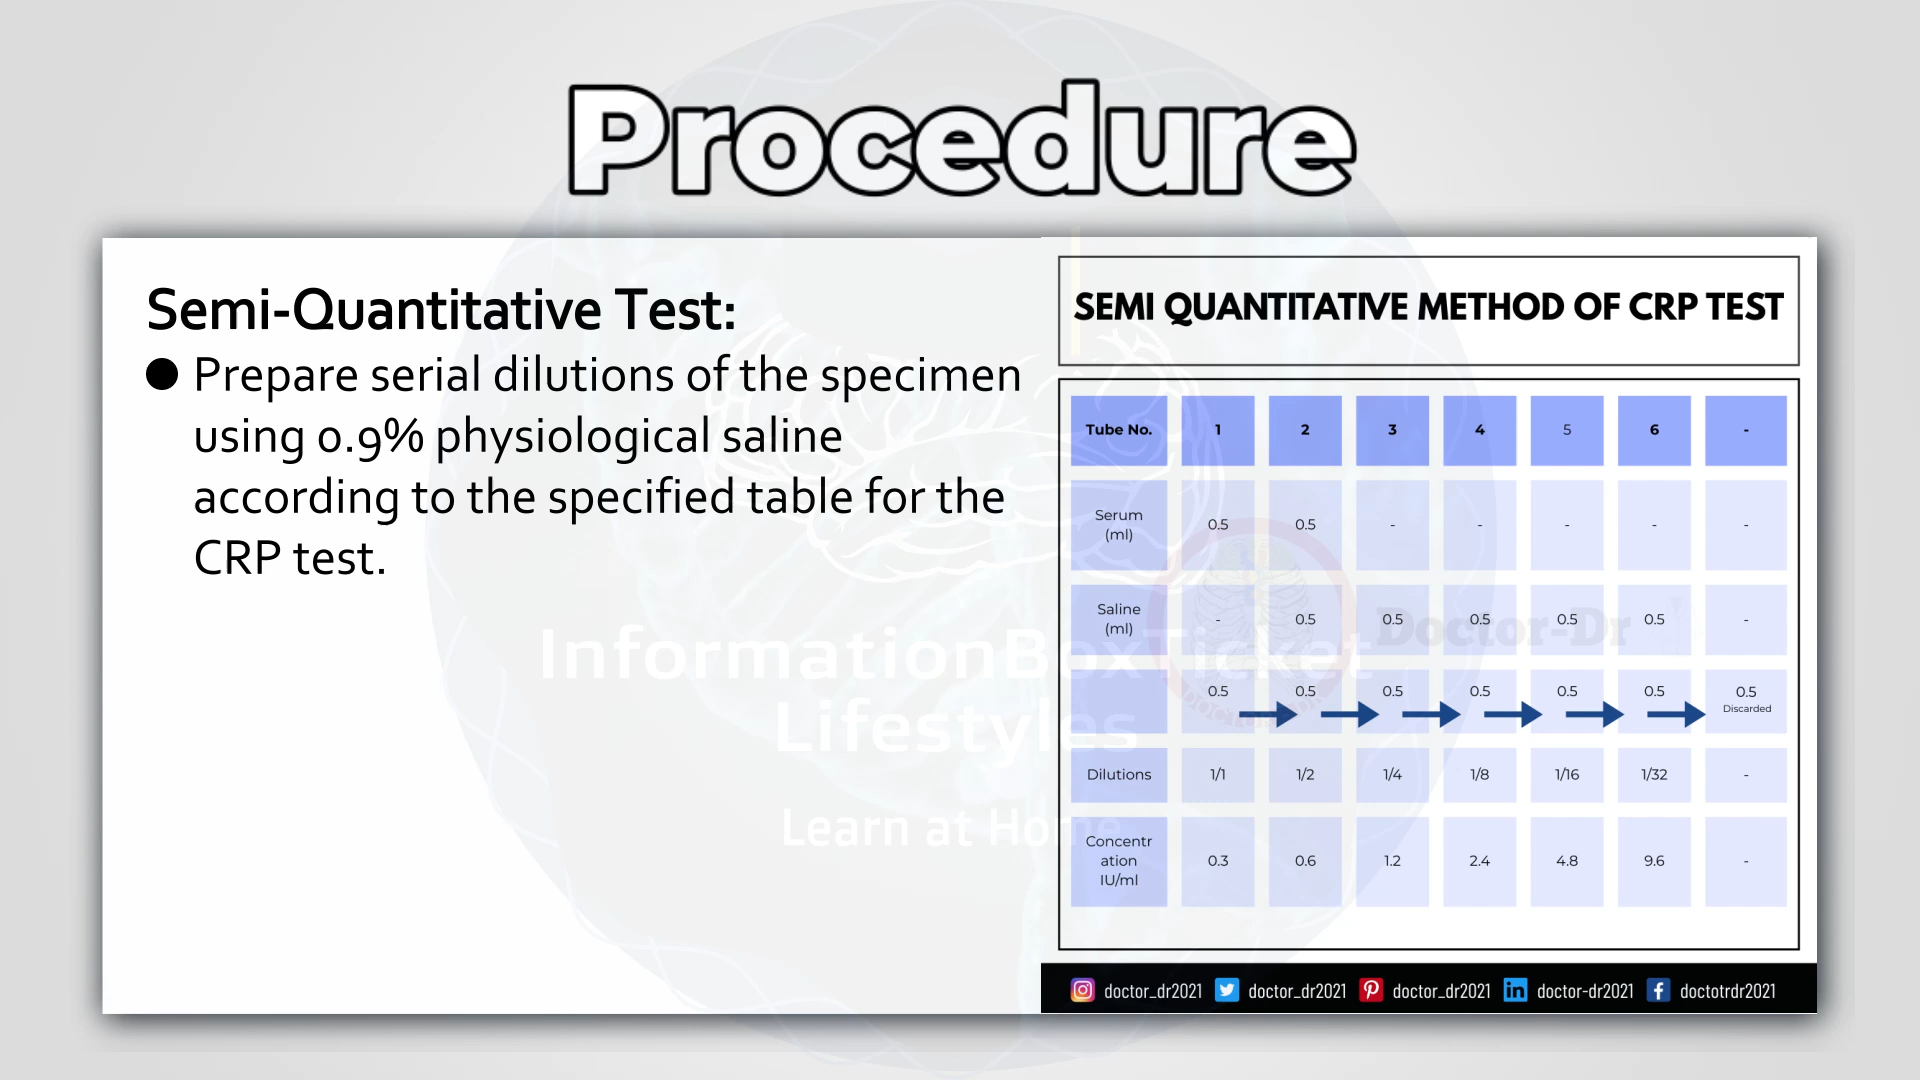 Procedure
Semi-Quantitative Test:
● Prepare serial dilutions of the specimen
using 0.9% physiological saline
according to the specified table for the
CRP test.
SEMI QUANTITATIVE METHOD OF CRP TEST
Tube No. 1 2 3 4 5 6 -
Serum
(ml) 0.5 0.5 - - - - -
Saline
(ml) - 0.5 0.5 0.5 0.5 0.5 -
0.5 0.5 0.5 0.5 0.5 0.5 0.5
Discarded
Dilutions 1/1 1/2 1/4 1/8 1/16 1/32 -
Concentr
ation
IU/ml 0.3 0.6 1.2 2.4 4.8 9.6 -
Doctor-Dr
InformationBoxTicket
Lifestyles
Learn at Home
doctor_dr2021 doctor_dr2021 doctor_dr2021 doctor-dr2021 doctotrdr2021